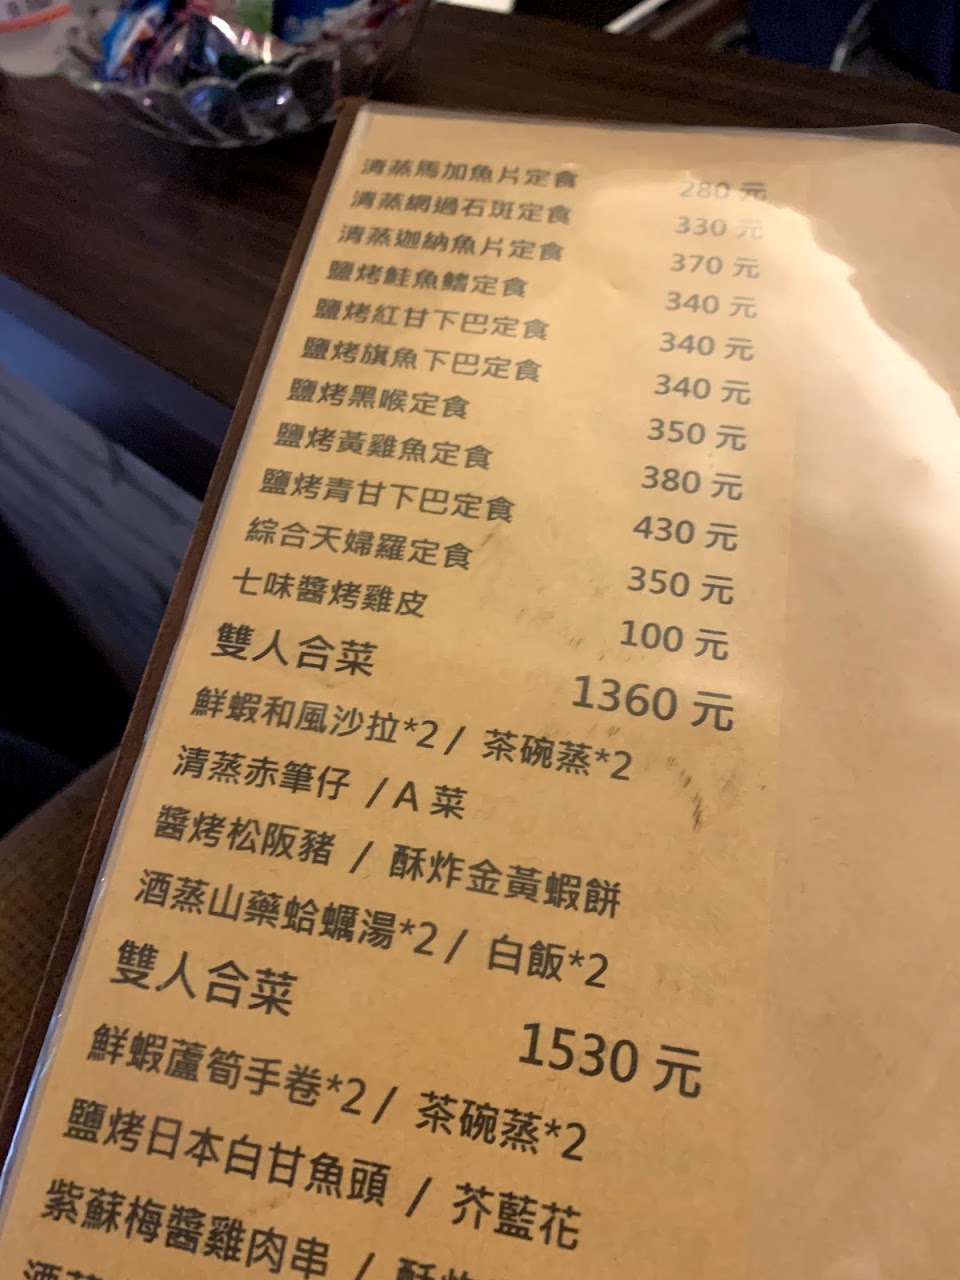 清蒸馬加魚片定食 280 元
清蒸網過石斑定食 330 元
清蒸迦納魚片定食 370 元
鹽烤鮭魚鰭定食 340 元
鹽烤紅甘下巴定食 340 元
鹽烤旗魚下巴定食 340 元
鹽烤黑喉定食 350 元
鹽烤黃雞魚定食 380 元
鹽烤青甘下巴定食 430 元
綜合天婦羅定食 350 元
七味醬烤雞皮 100 元
雙人合菜 1360 元
鮮蝦和風沙拉*2 / 茶碗蒸*2
清蒸赤筆仔 / A 菜
醬烤松阪豬 / 酥炸金黃蝦餅
酒蒸山藥蛤蠣湯*2 / 白飯*2
雙人合菜 1530 元
鮮蝦蘆筍手卷*2 / 茶碗蒸*2
鹽烤日本白甘魚頭 / 芥藍花
紫蘇梅醬雞肉串 / 酥炸